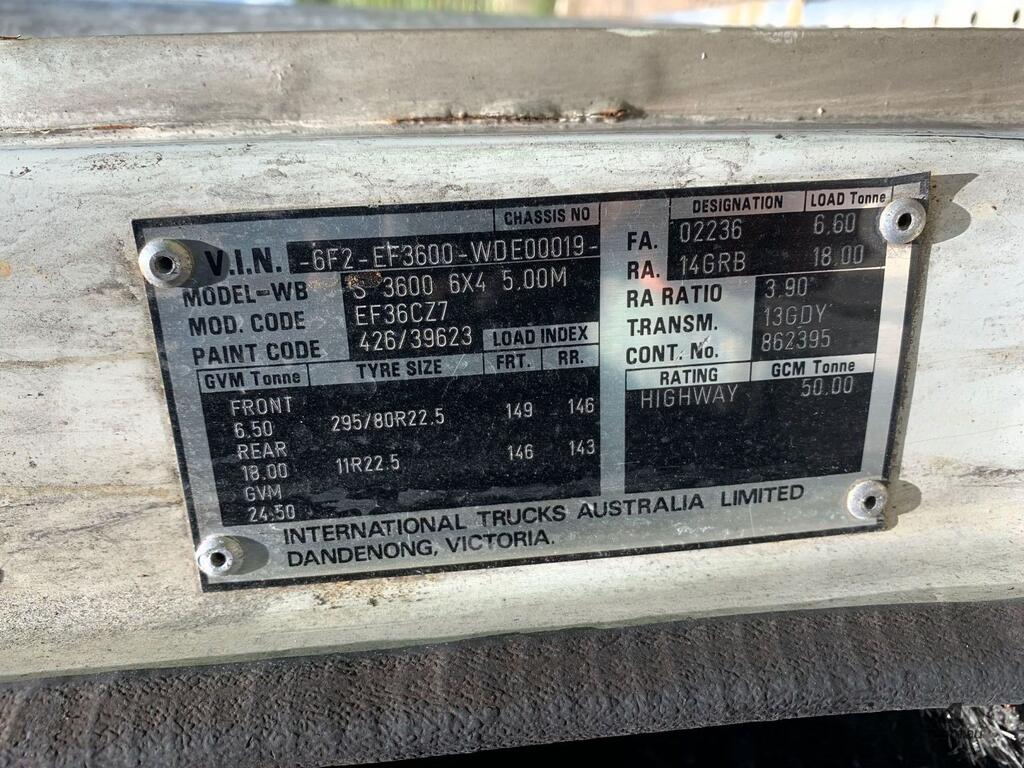 CHASSIS NO
V.I.N. -6F2-EF3600-WDE00019-
MODEL-WB S 3600 6X4 5.00M
MOD. CODE EF36CZ7
PAINT CODE 426/39623 LOAD INDEX
GVM Tonne TYRE SIZE FRT. RR.
FRONT
6.50 295/80R22.5 149 146
REAR
18.00 11R22.5 146 143
GVM
24.50
DESIGNATION LOAD Tonne
FA. 02236 6.60
RA. 14GRB 18.00
RA RATIO 3.90
TRANSM. 13GDY
CONT. No. 862395
RATING GCM Tonne
HIGHWAY 50.00
INTERNATIONAL TRUCKS AUSTRALIA LIMITED
DANDENONG, VICTORIA.